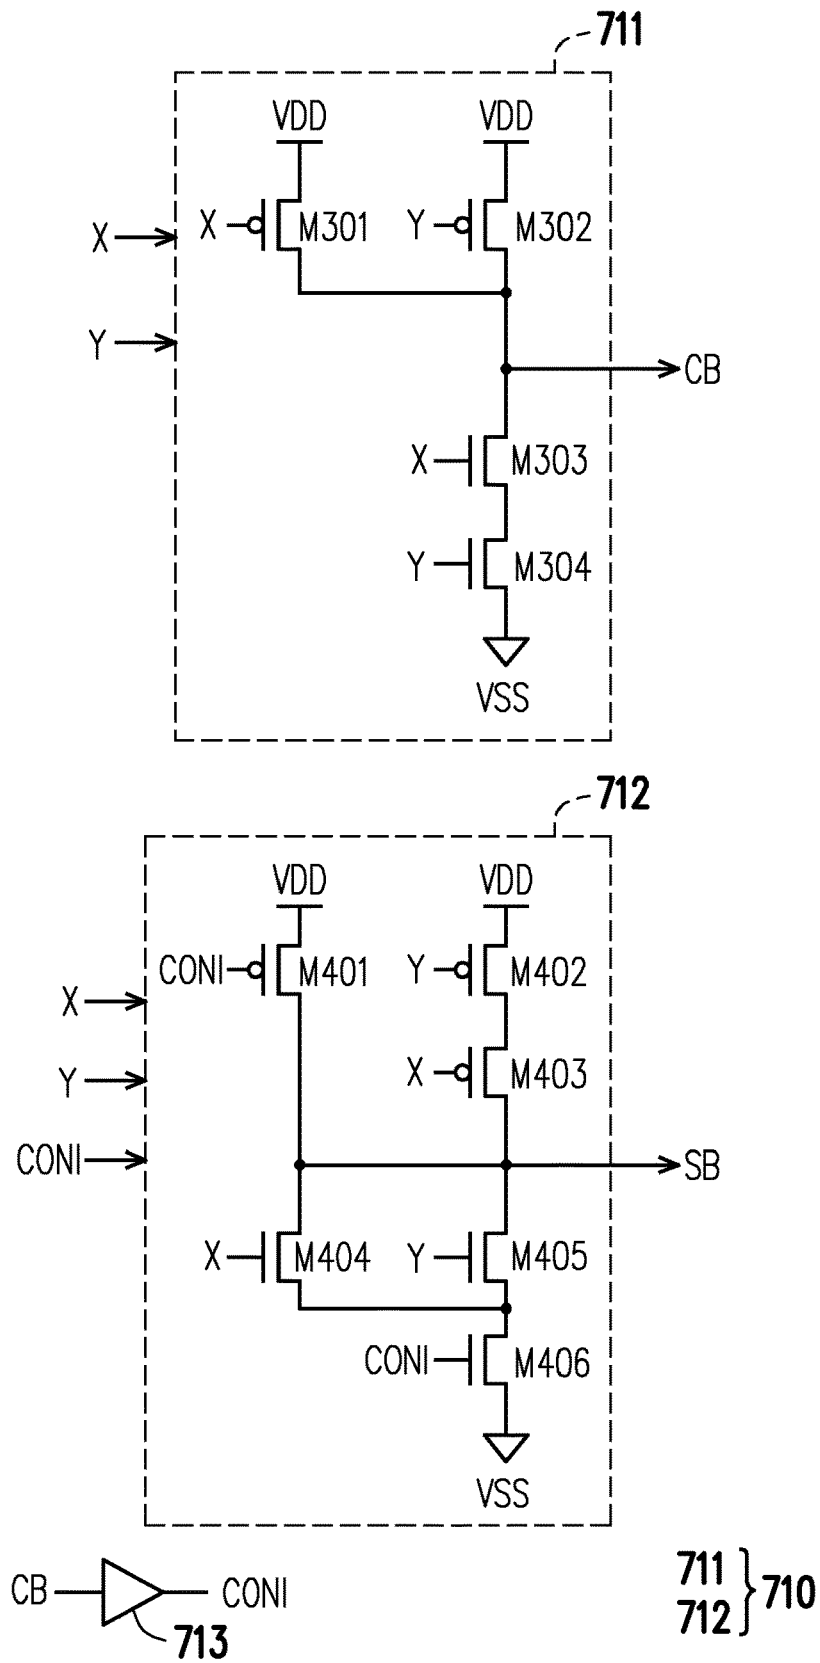 711
VDD VDD
X M301 Y M302
X
Y
CB
X M303
Y M304
VSS
712
VDD VDD
CONI M401 Y M402
X
X M403
Y
CONI
SB
X M404 Y M405
CONI M406
VSS
CB CONI
713
711
712
710